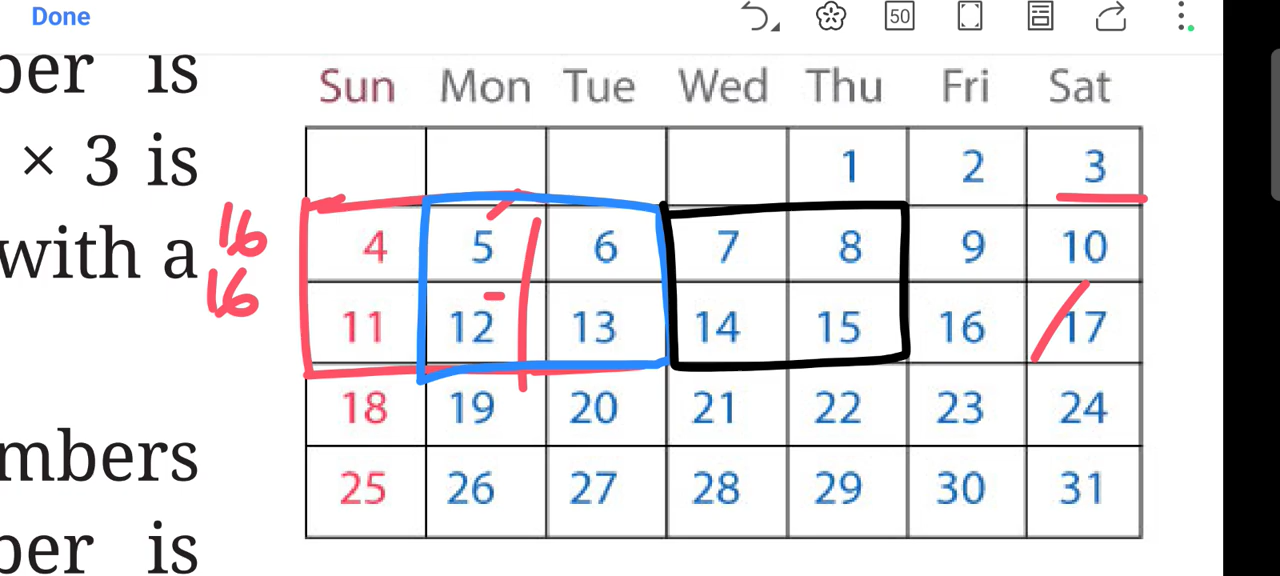 Done 50
ber is
Sun Mon Tue Wed Thu Fri Sat
× 3 is
1 2 3
with a
16
4 5 6 7 8 9 10
16
11 12 13 14 15 16 17
18 19 20 21 22 23 24
mbers
25 26 27 28 29 30 31
ber is